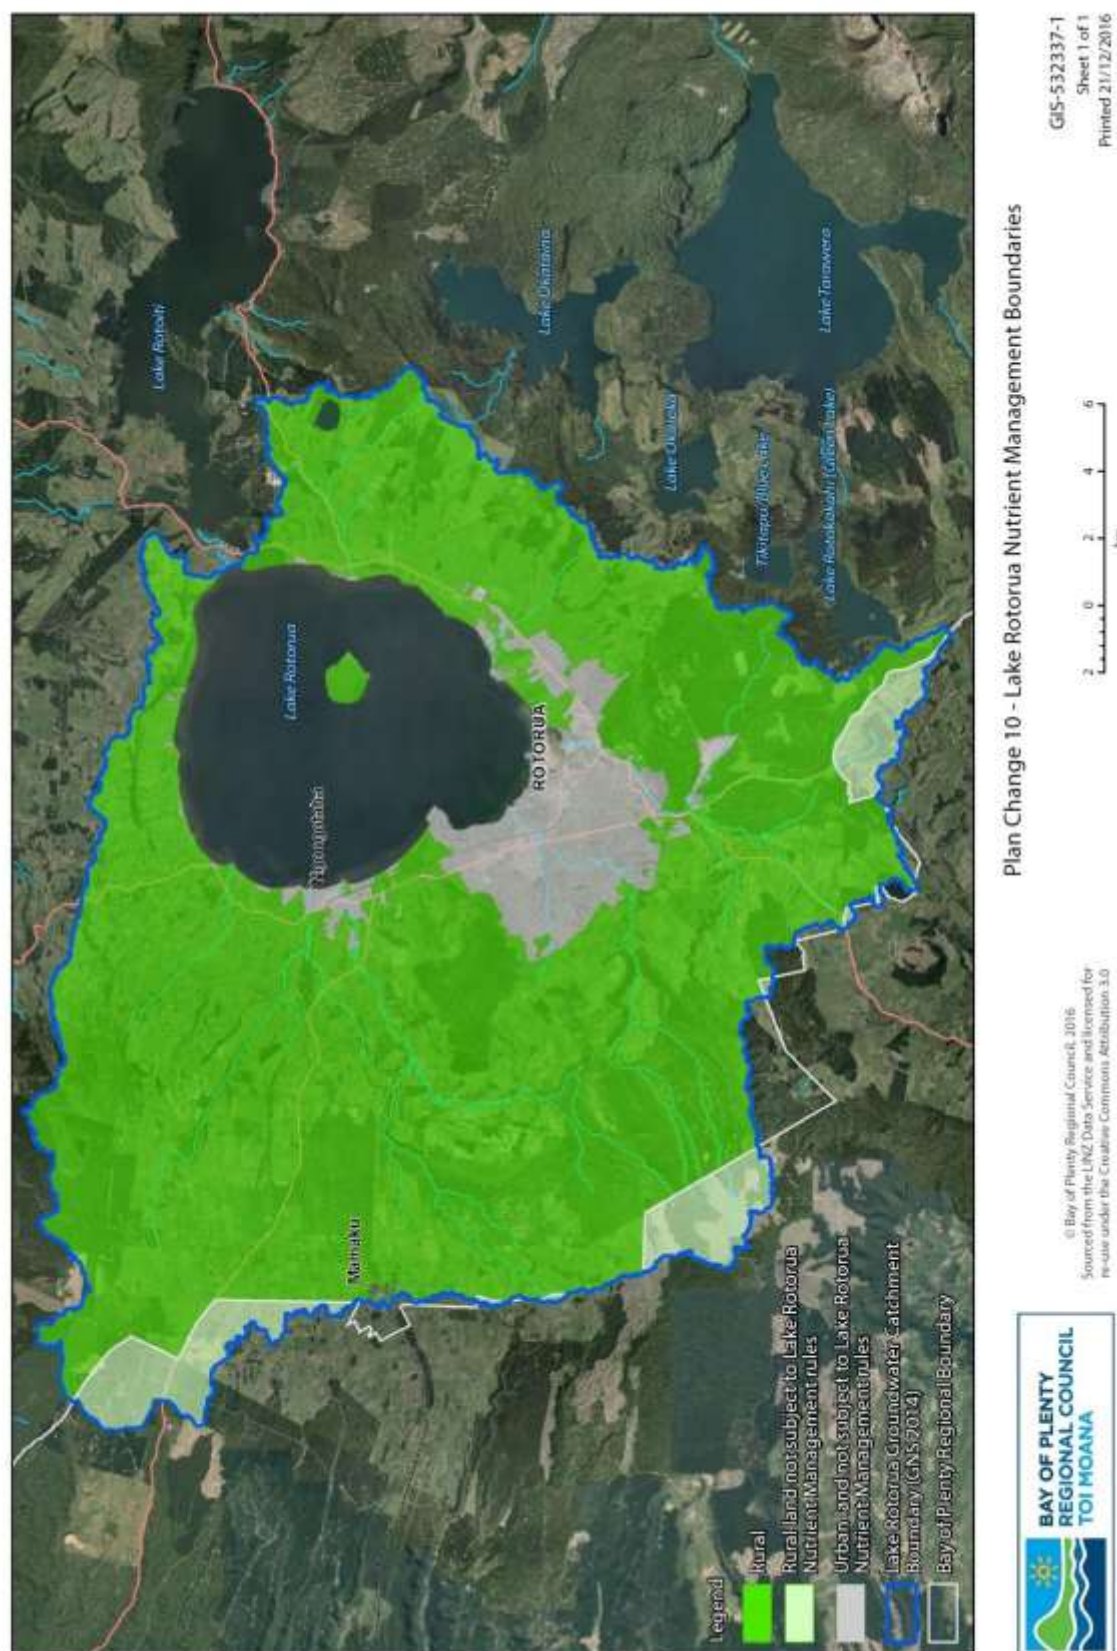 Lake Rotoiti
Lake Rotorua
Ngongotaha
ROTORUA
Mamaku
Lake Okataina
Lake Okareka
Lake Tarawera
Tikitapu/Blue Lake
(Lake Rotokakahi (Green Lake)
Legend
Rural
Rural land not subject to Lake Rotorua
Nutrient Management rules
Urban land not subject to Lake Rotorua
Nutrient Management rules
Lake Rotorua Groundwater Catchment
Boundary (GNS 2014)
Bay of Plenty Regional Boundary
Plan Change 10 - Lake Rotorua Nutrient Management Boundaries
GIS-532337-1
Sheet 1 of 1
Printed 21/12/2016
2 0 2 4 6
BAY OF PLENTY
REGIONAL COUNCIL
TOI MOANA
© Bay of Plenty Regional Council, 2016
Sourced from the LINZ Data Service and licensed for
re-use under the Creative Commons Attribution 3.0